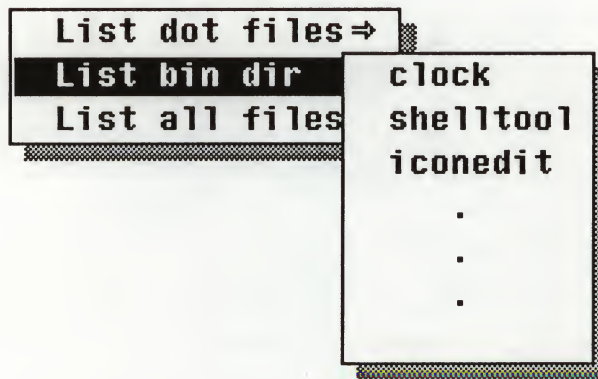 List dot files⇒
List bin dir
List all files
clock
shelltool
iconedit
.
.
.